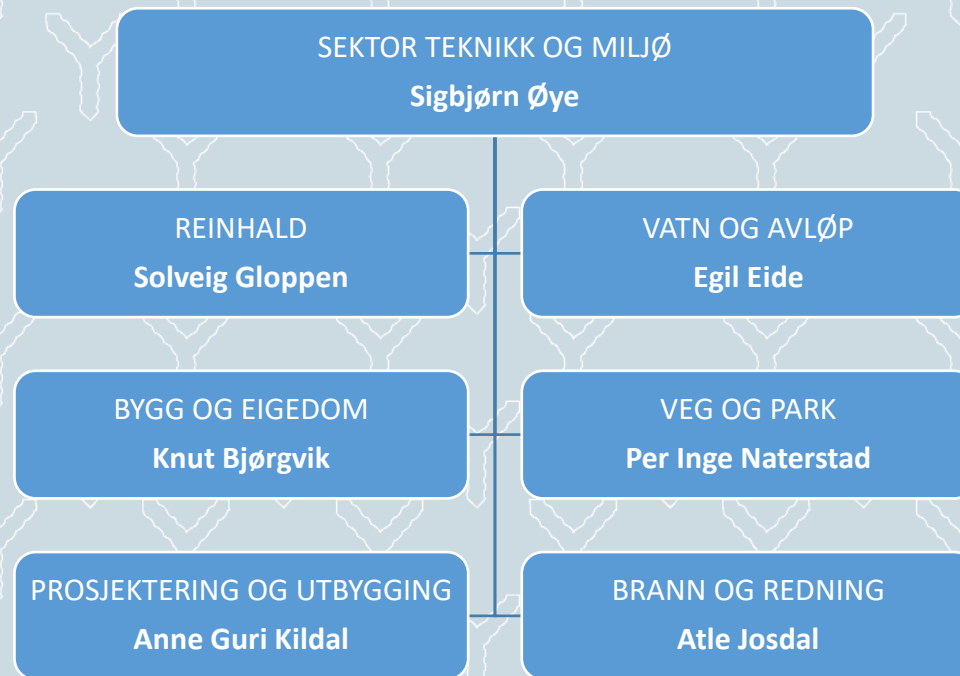 SEKTOR TEKNIKK OG MILJØ
Sigbjørn Øye
REINHALD
Solveig Gloppen
VATN OG AVLØP
Egil Eide
BYGG OG EIGEDOM
Knut Bjørgvik
VEG OG PARK
Per Inge Naterstad
PROSJEKTERING OG UTBYGGING
Anne Guri Kildal
BRANN OG REDNING
Atle Josdal